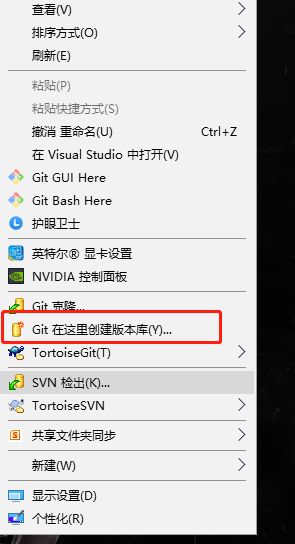 查看(V)
排序方式(O)
刷新(E)
粘贴(P)
粘贴快捷方式(S)
撤消 重命名(U) Ctrl+Z
在 Visual Studio 中打开(V)
Git GUI Here
Git Bash Here
护眼卫士
英特尔® 显卡设置
NVIDIA 控制面板
Git 克隆...
Git 在这里创建版本库(Y)...
TortoiseGit(T)
SVN 检出(K)...
TortoiseSVN
共享文件夹同步
新建(W)
显示设置(D)
个性化(R)